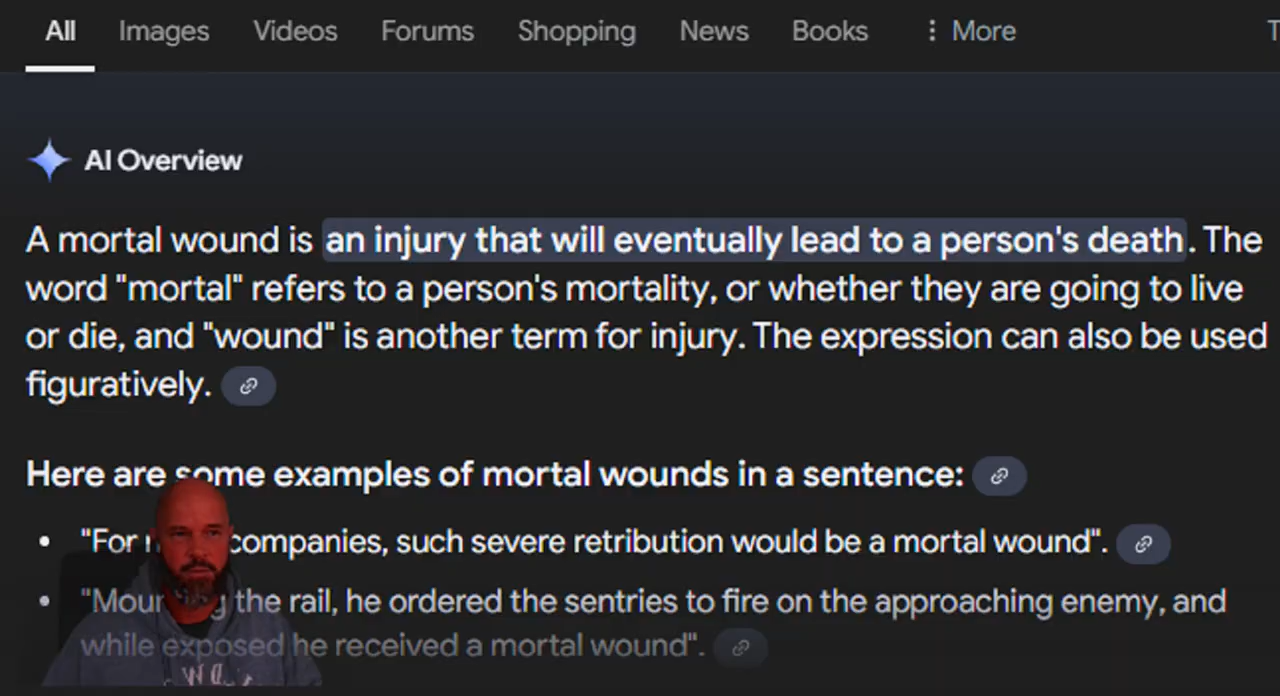 All Images Videos Forums Shopping News Books More T
AI Overview
A mortal wound is an injury that will eventually lead to a person's death. The
word "mortal" refers to a person's mortality, or whether they are going to live
or die, and "wound" is another term for injury. The expression can also be used
figuratively.
Here are some examples of mortal wounds in a sentence:
"For companies, such severe retribution would be a mortal wound".
"Mounting the rail, he ordered the sentries to fire on the approaching enemy, and
while exposed he received a mortal wound".